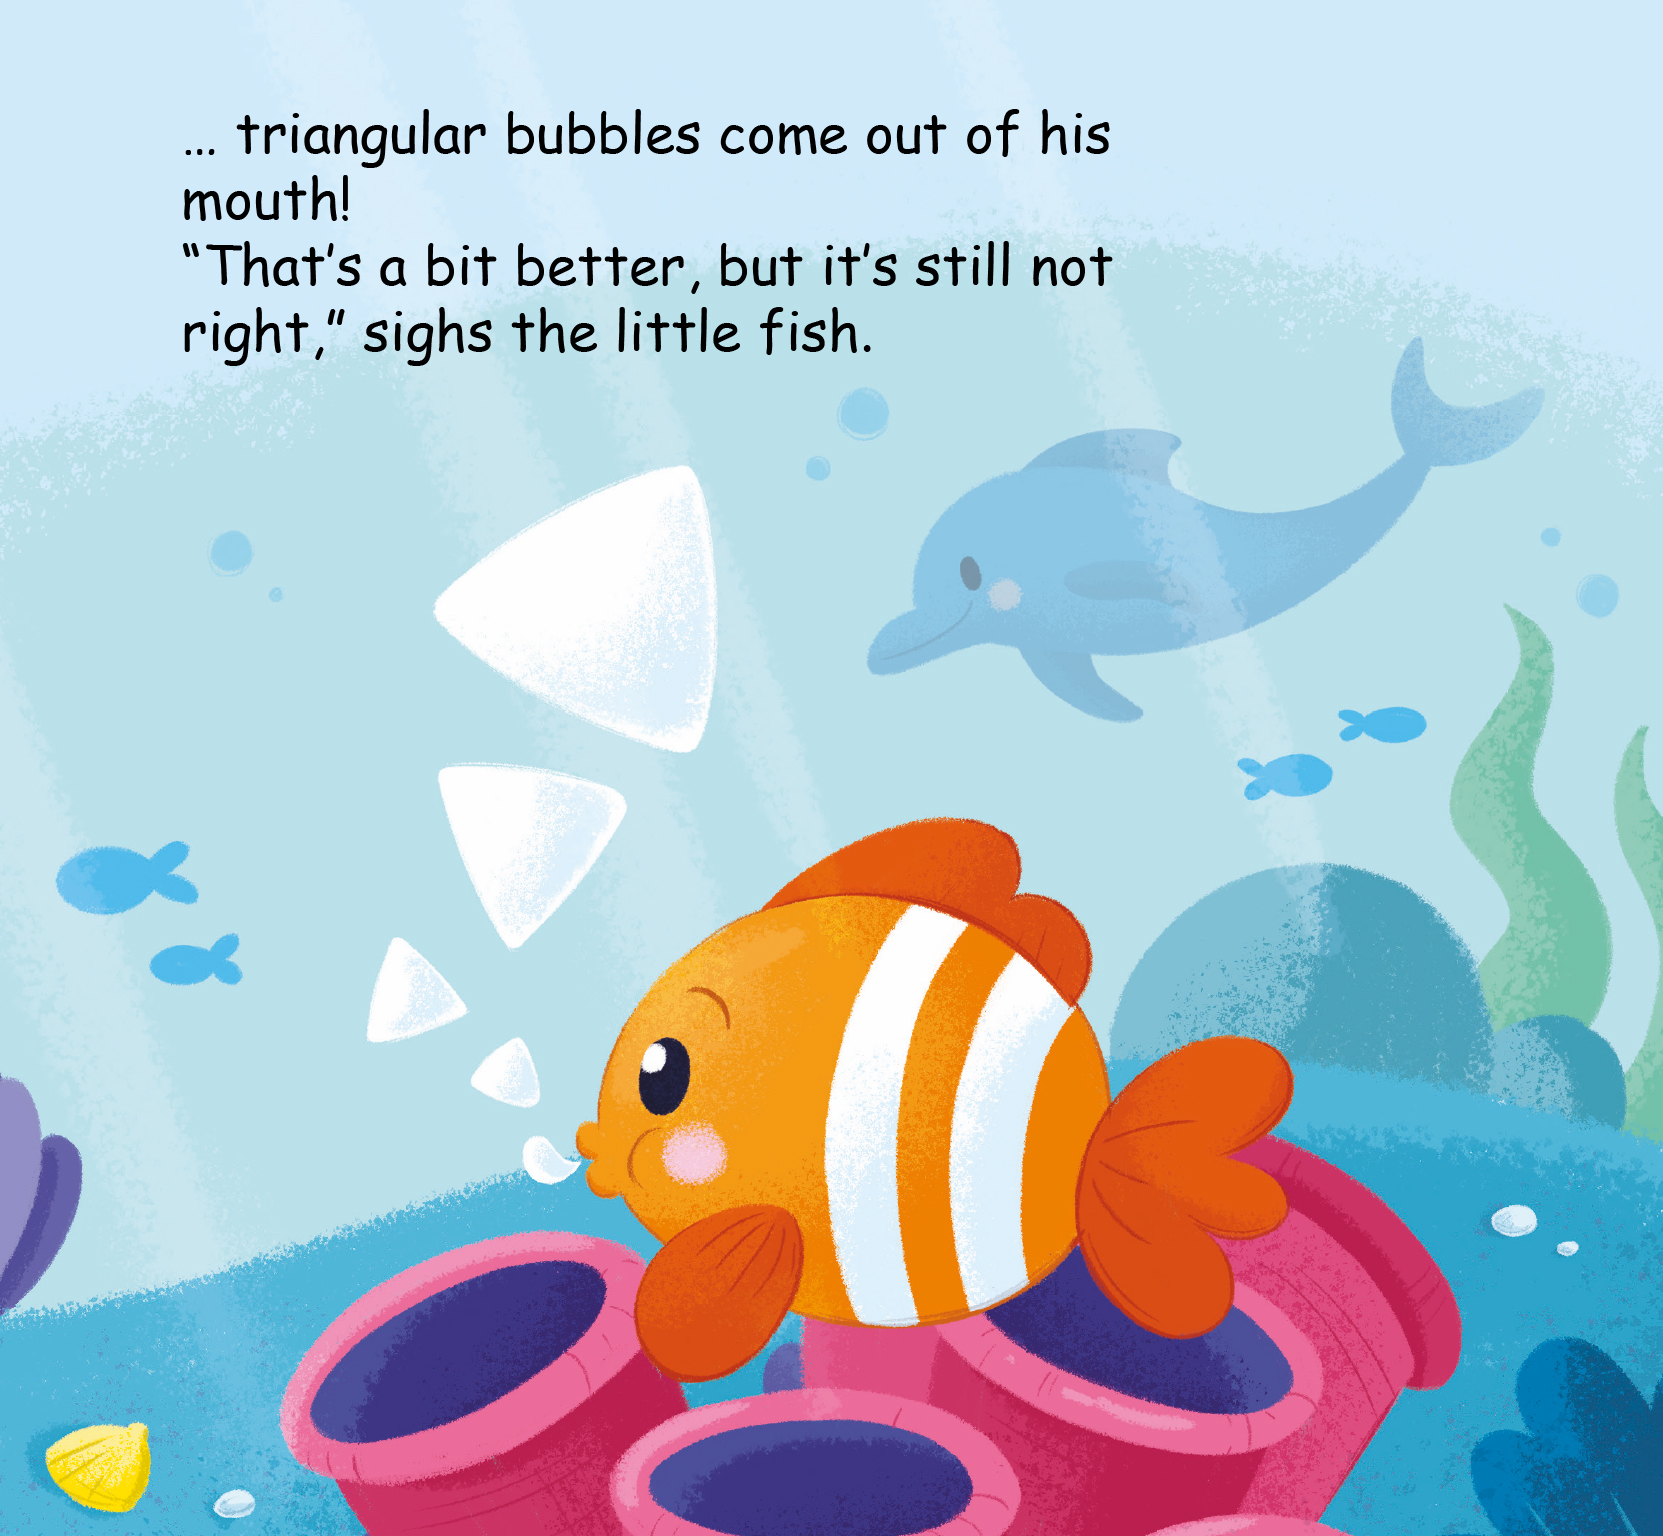 … triangular bubbles come out of his
mouth!
“That’s a bit better, but it’s still not
right,” sighs the little fish.